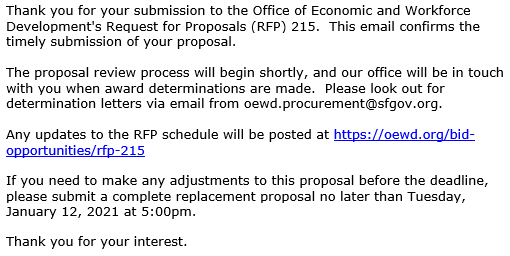 Thank you for your submission to the Office of Economic and Workforce
Development's Request for Proposals (RFP) 215.  This email confirms the
timely submission of your proposal.

The proposal review process will begin shortly, and our office will be in touch
with you when award determinations are made.  Please look out for
determination letters via email from oewd.procurement@sfgov.org.

Any updates to the RFP schedule will be posted at https://oewd.org/bid-
opportunities/rfp-215

If you need to make any adjustments to this proposal before the deadline,
please submit a complete replacement proposal no later than Tuesday,
January 12, 2021 at 5:00pm.

Thank you for your interest.